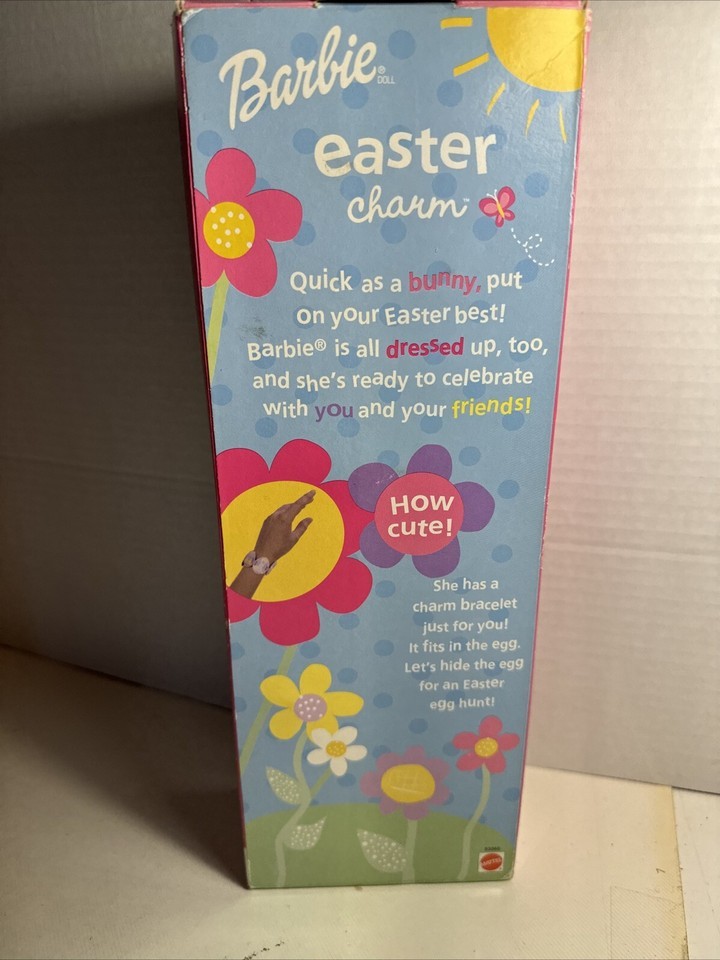 Barbie® DOLL
easter
charm™
Quick as a bunny, put
on your Easter best!
Barbie® is all dressed up, too,
and she's ready to celebrate
with you and your friends!
How
cute!
She has a
charm bracelet
just for you!
It fits in the egg.
Let's hide the egg
for an Easter
egg hunt!
MATTEL